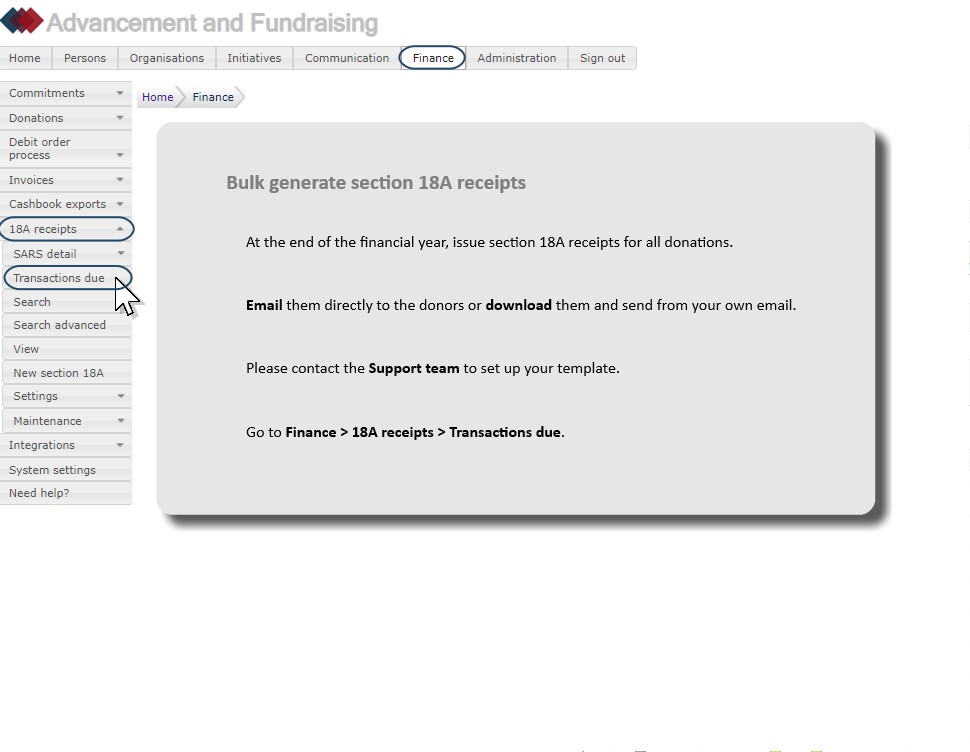 Advancement and Fundraising
Home Persons Organisations Initiatives Communication Finance Administration Sign out
Home Finance
Commitments
Donations
Debit order
process
Invoices
Cashbook exports
18A receipts
SARS detail
Transactions due
Search
Search advanced
View
New section 18A
Settings
Maintenance
Integrations
System settings
Need help?
Bulk generate section 18A receipts
At the end of the financial year, issue section 18A receipts for all donations.
Email them directly to the donors or download them and send from your own email.
Please contact the Support team to set up your template.
Go to Finance > 18A receipts > Transactions due.